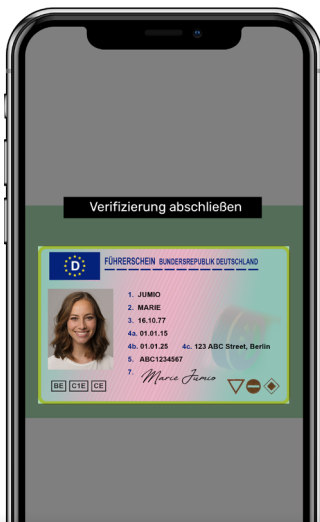 Verifizierung abschließen
D
FÜHRERSCHEIN BUNDERSREPUBLIK DEUTSCHLAND
1. JUMIO
2. MARIE
3. 16.10.77
4a. 01.01.15
4b. 01.01.25 4c. 123 ABC Street, Berlin
5. ABC1234567
7. Marie Jumio
BE C1E CE